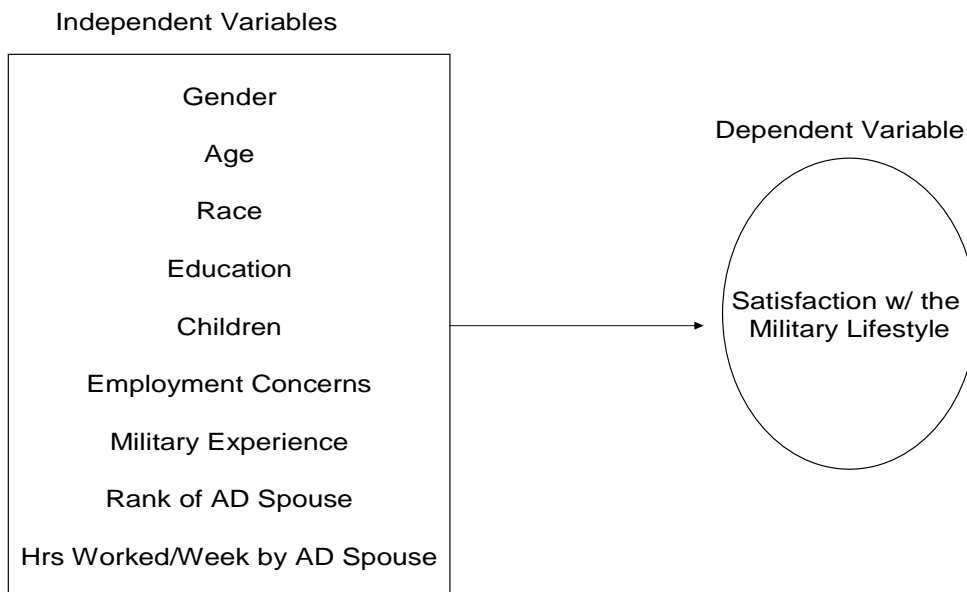 Independent Variables
Gender
Age
Race
Education
Children
Employment Concerns
Military Experience
Rank of AD Spouse
Hrs Worked/Week by AD Spouse
Dependent Variable
Satisfaction w/ the
Military Lifestyle